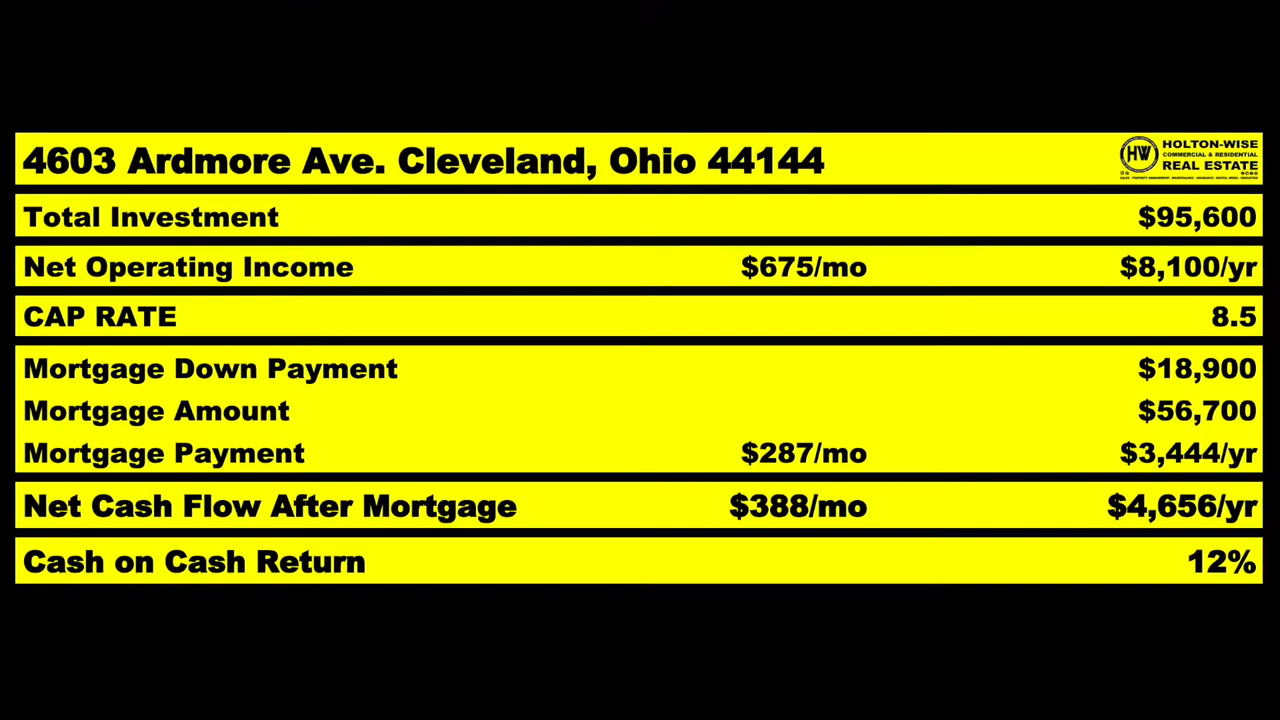 4603 Ardmore Ave. Cleveland, Ohio 44144
HW
HOLTON-WISE
COMMERCIAL & RESIDENTIAL
REAL ESTATE
Total Investment $95,600
Net Operating Income $675/mo $8,100/yr
CAP RATE 8.5
Mortgage Down Payment $18,900
Mortgage Amount $56,700
Mortgage Payment $287/mo $3,444/yr
Net Cash Flow After Mortgage $388/mo $4,656/yr
Cash on Cash Return 12%